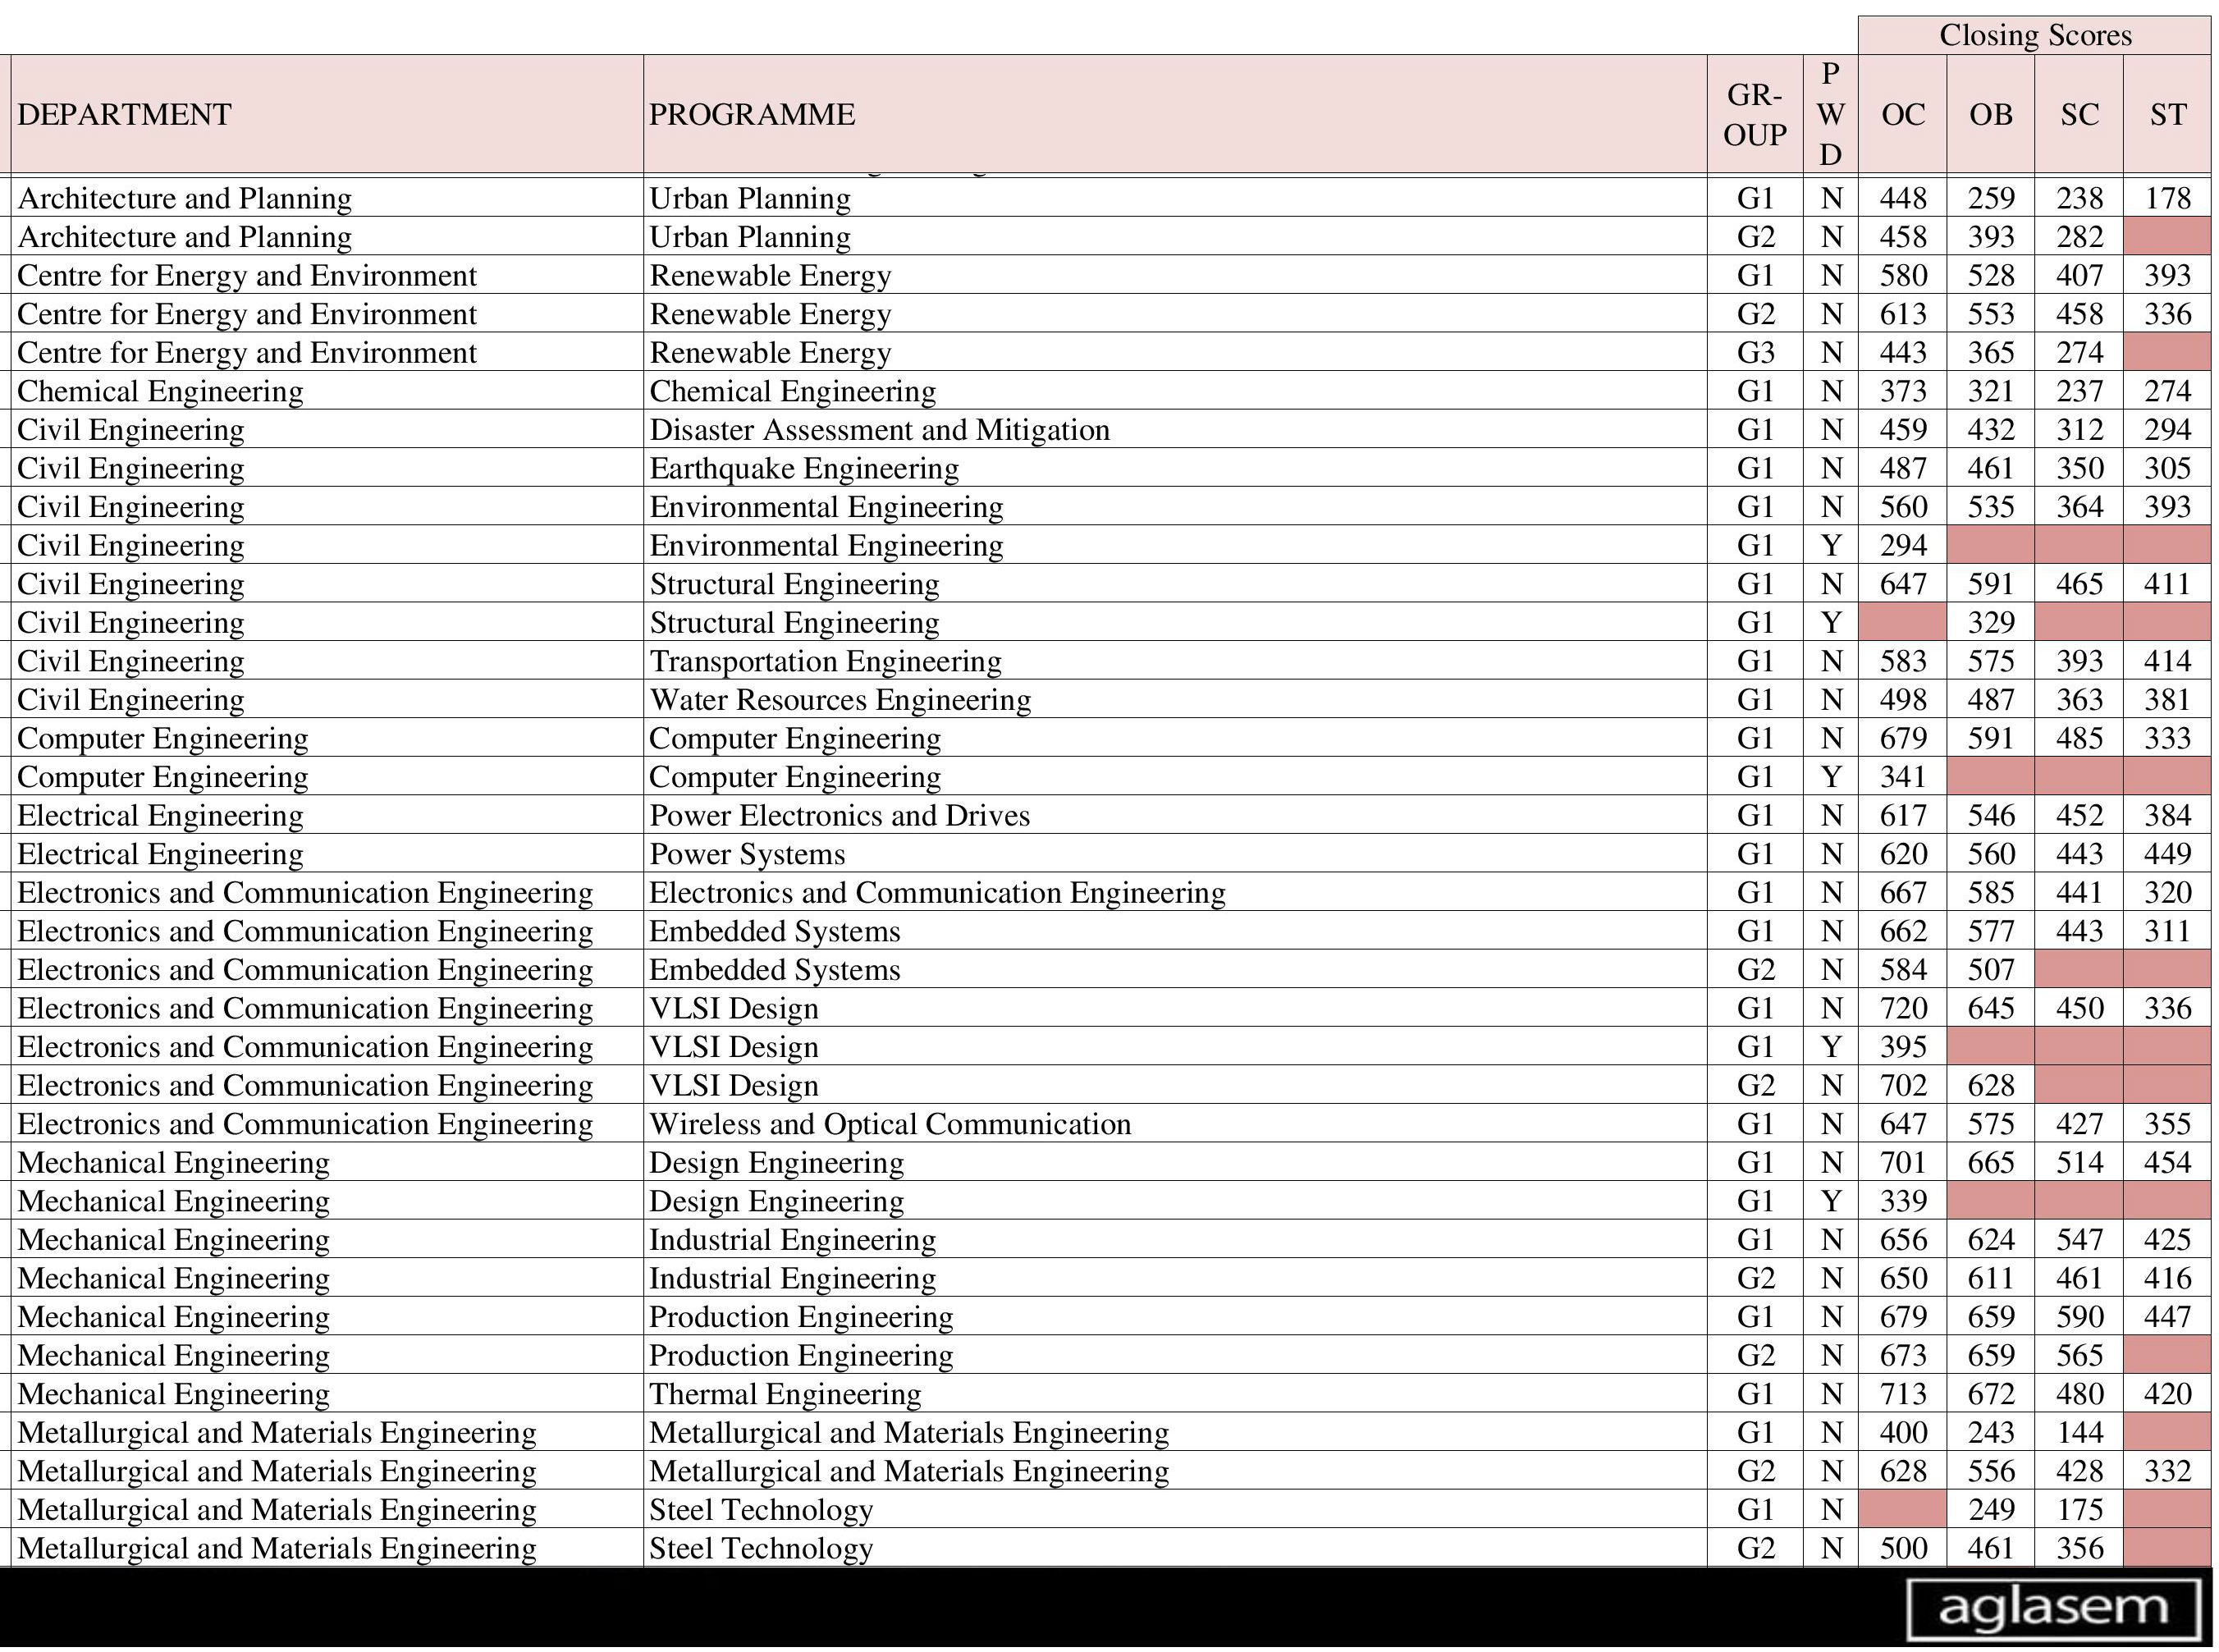 Closing Scores
DEPARTMENT PROGRAMME GR-OUP PWD OC OB SC ST
Architecture and Planning Urban Planning G1 N 448 259 238 178
Architecture and Planning Urban Planning G2 N 458 393 282
Centre for Energy and Environment Renewable Energy G1 N 580 528 407 393
Centre for Energy and Environment Renewable Energy G2 N 613 553 458 336
Centre for Energy and Environment Renewable Energy G3 N 443 365 274
Chemical Engineering Chemical Engineering G1 N 373 321 237 274
Civil Engineering Disaster Assessment and Mitigation G1 N 459 432 312 294
Civil Engineering Earthquake Engineering G1 N 487 461 350 305
Civil Engineering Environmental Engineering G1 N 560 535 364 393
Civil Engineering Environmental Engineering G1 Y 294
Civil Engineering Structural Engineering G1 N 647 591 465 411
Civil Engineering Structural Engineering G1 Y 329
Civil Engineering Transportation Engineering G1 N 583 575 393 414
Civil Engineering Water Resources Engineering G1 N 498 487 363 381
Computer Engineering Computer Engineering G1 N 679 591 485 333
Computer Engineering Computer Engineering G1 Y 341
Electrical Engineering Power Electronics and Drives G1 N 617 546 452 384
Electrical Engineering Power Systems G1 N 620 560 443 449
Electronics and Communication Engineering Electronics and Communication Engineering G1 N 667 585 441 320
Electronics and Communication Engineering Embedded Systems G1 N 662 577 443 311
Electronics and Communication Engineering Embedded Systems G2 N 584 507
Electronics and Communication Engineering VLSI Design G1 N 720 645 450 336
Electronics and Communication Engineering VLSI Design G1 Y 395
Electronics and Communication Engineering VLSI Design G2 N 702 628
Electronics and Communication Engineering Wireless and Optical Communication G1 N 647 575 427 355
Mechanical Engineering Design Engineering G1 N 701 665 514 454
Mechanical Engineering Design Engineering G1 Y 339
Mechanical Engineering Industrial Engineering G1 N 656 624 547 425
Mechanical Engineering Industrial Engineering G2 N 650 611 461 416
Mechanical Engineering Production Engineering G1 N 679 659 590 447
Mechanical Engineering Production Engineering G2 N 673 659 565
Mechanical Engineering Thermal Engineering G1 N 713 672 480 420
Metallurgical and Materials Engineering Metallurgical and Materials Engineering G1 N 400 243 144
Metallurgical and Materials Engineering Metallurgical and Materials Engineering G2 N 628 556 428 332
Metallurgical and Materials Engineering Steel Technology G1 N 249 175
Metallurgical and Materials Engineering Steel Technology G2 N 500 461 356
aglasem